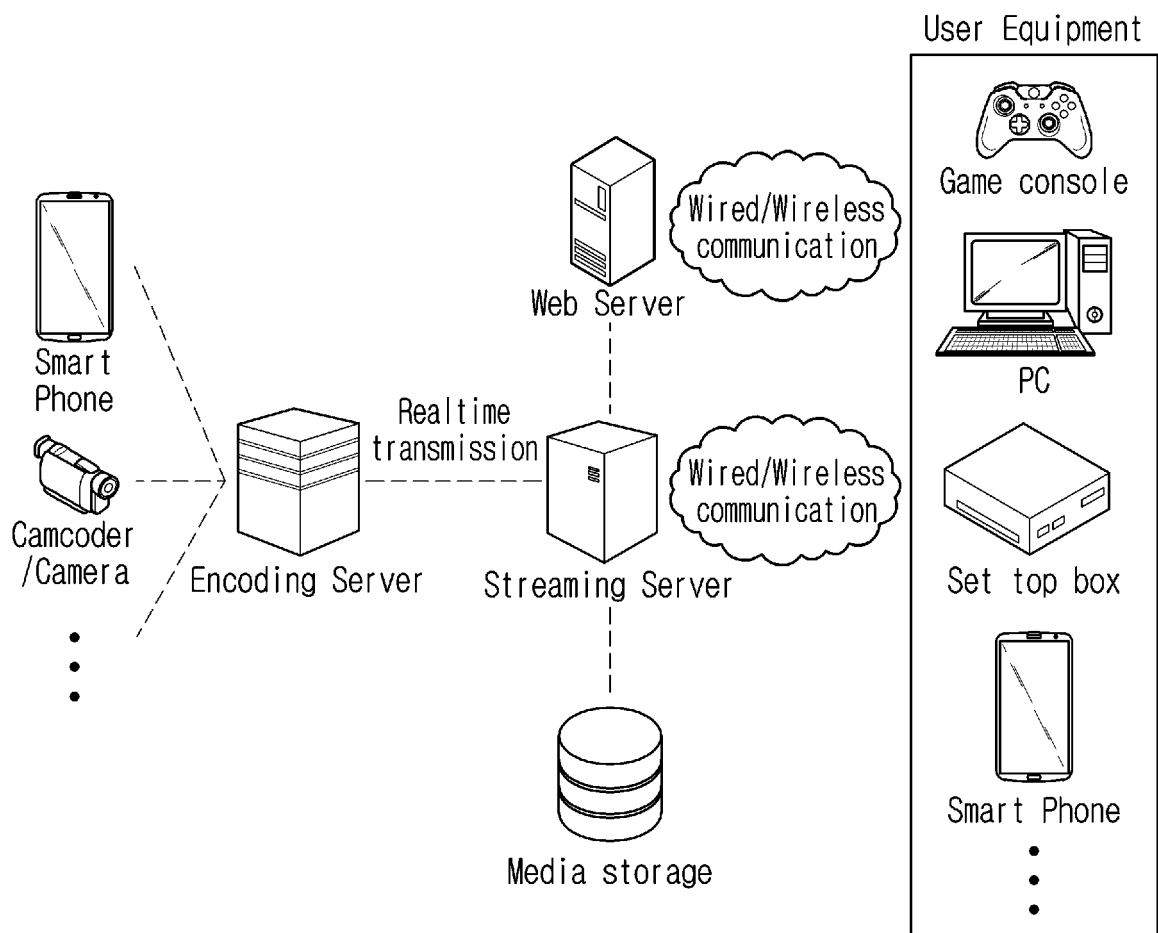 User Equipment
Game console
Wired/Wireless
communication
Web Server
PC
Smart
Phone
Realtime
transmission
Wired/Wireless
communication
Camcoder
/Camera
Encoding Server
Streaming Server
Set top box
Smart Phone
Media storage